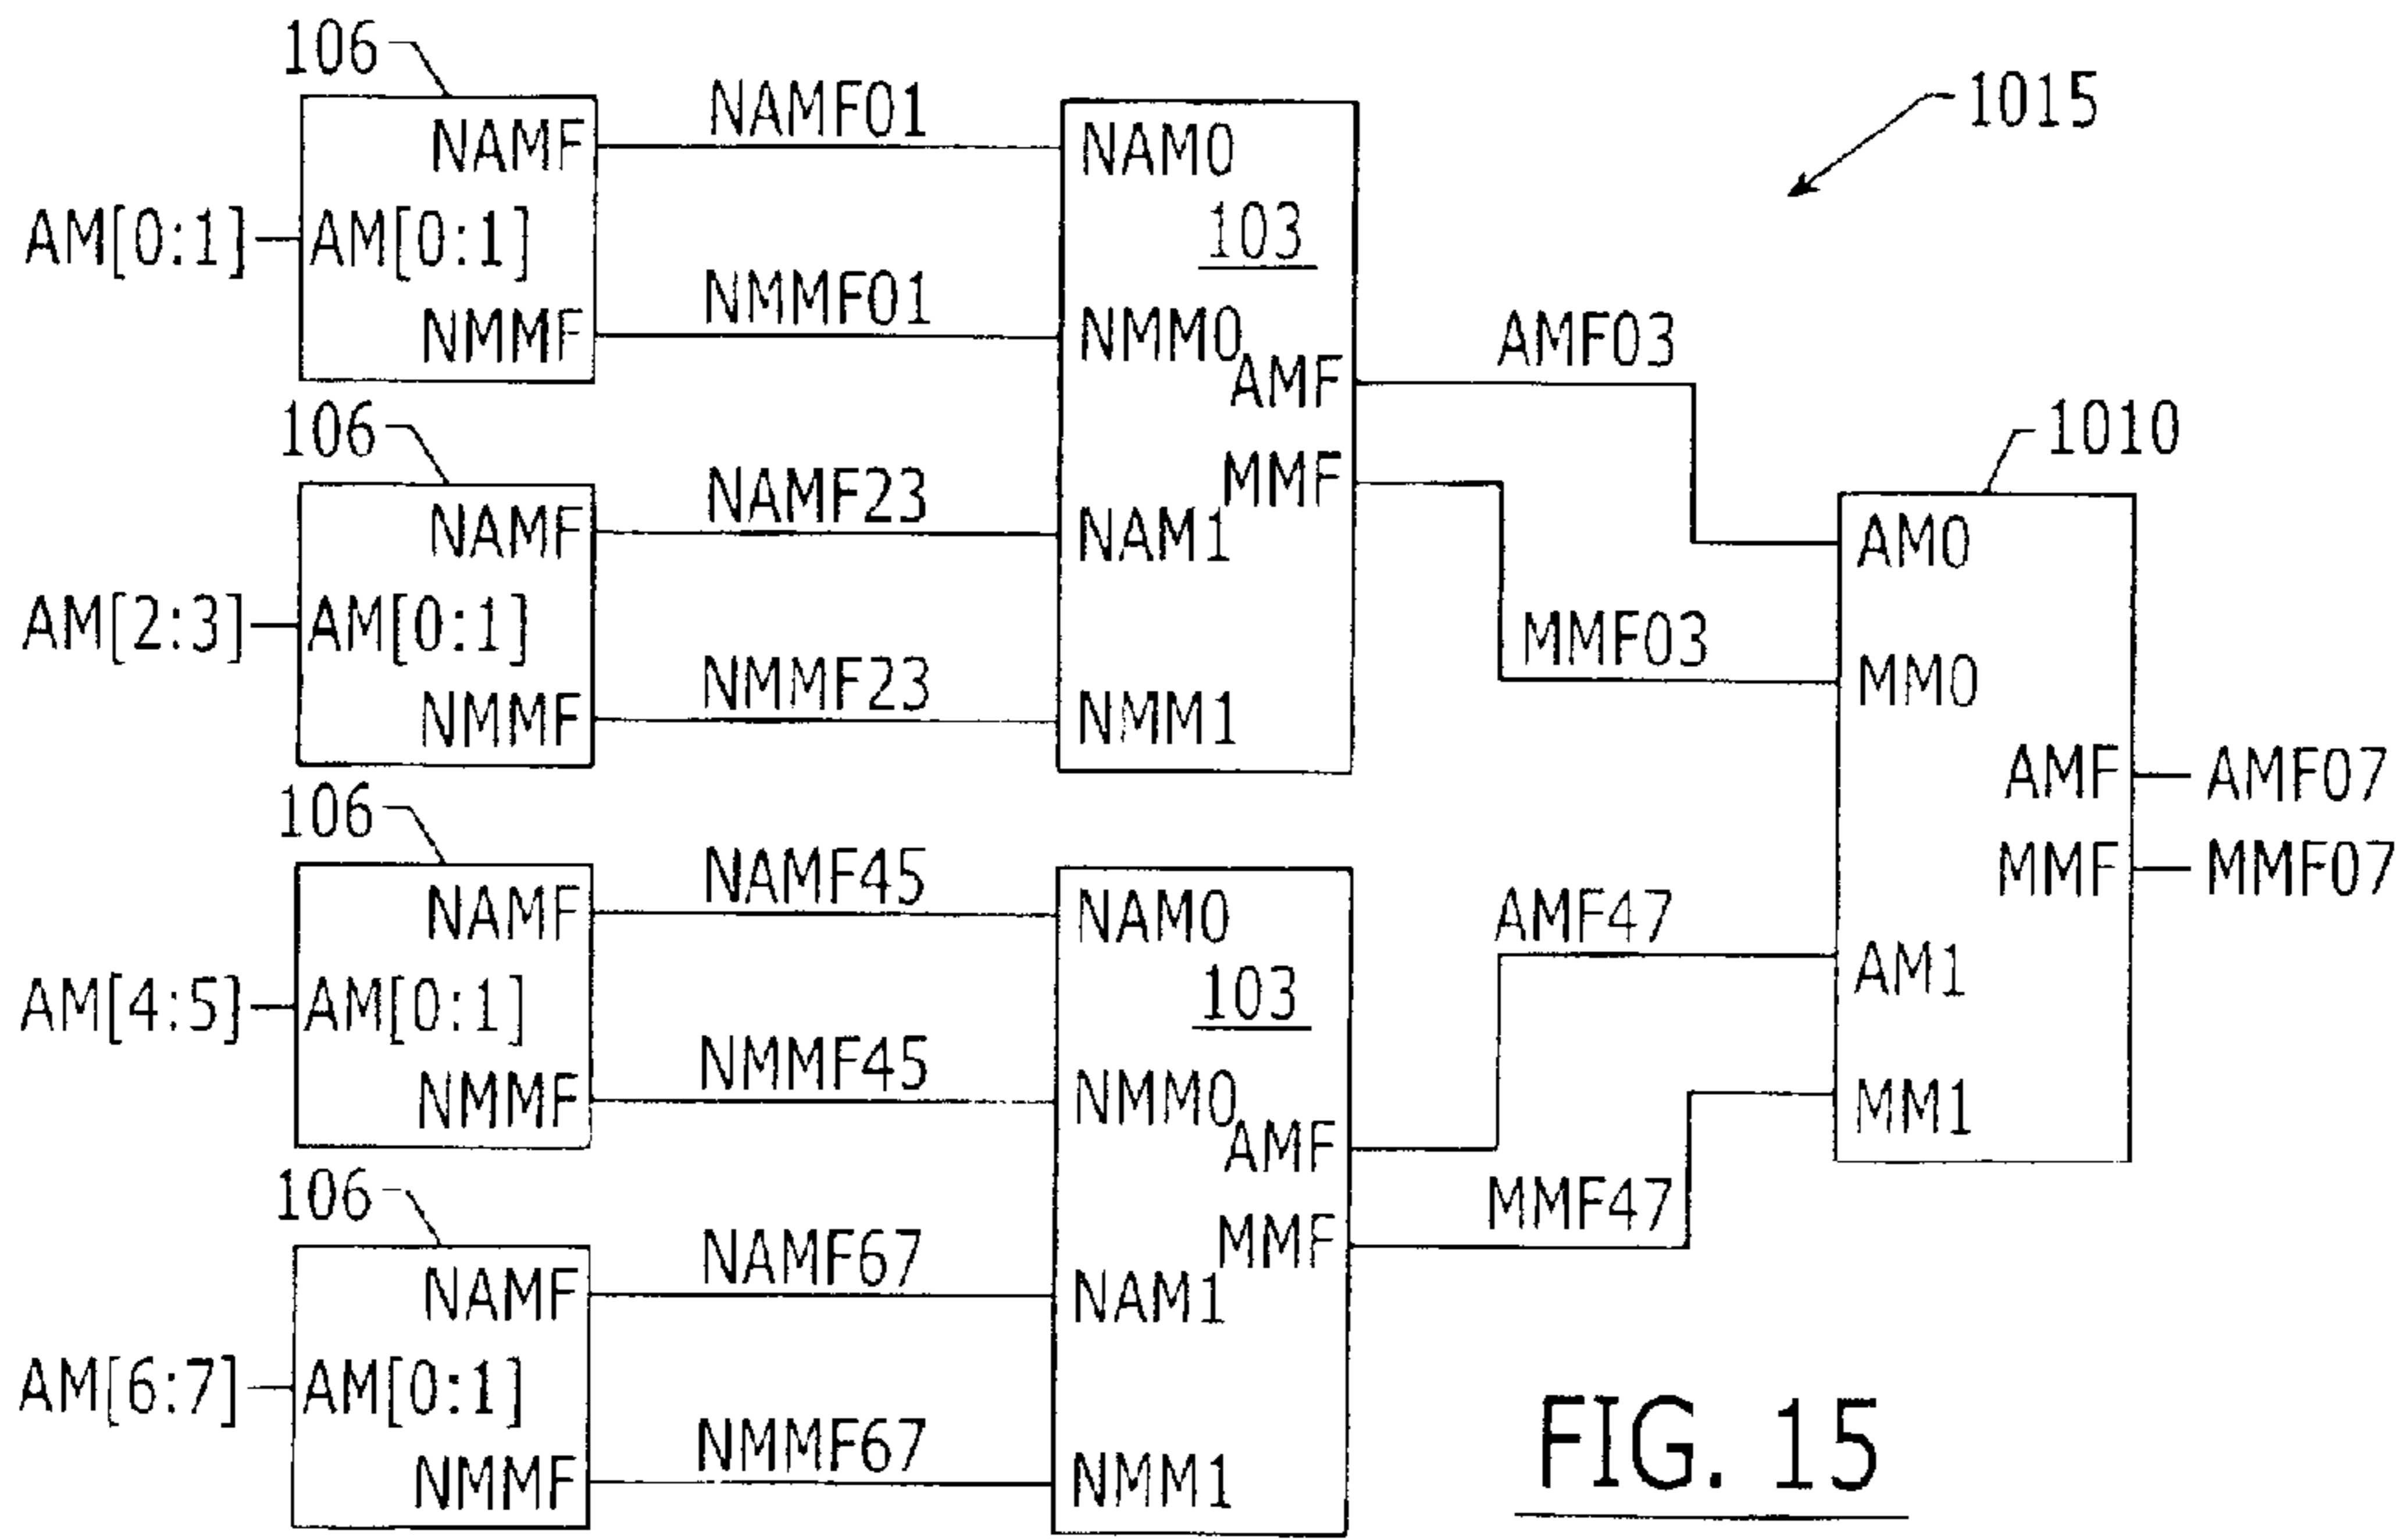 106
NAMF01
1015
NAMF
NAM0
AM[0:1]
AM[0:1]
103
NMMF01
NMMF
NMM0
AMF03
AMF
106
1010
NAMF23
MMF
NAMF
NAM1
AM0
AM[2:3]
AM[0:1]
MMF03
MM0
NMMF23
NMMF
NMM1
AMF
AMF07
106
NAMF45
MMF
MMF07
NAMF
NAM0
AMF47
AM1
AM[4:5]
AM[0:1]
103
NMMF45
NMMF
NMM0
MM1
AMF
106
MMF47
NAMF67
MMF
NAMF
NAM1
AM[6:7]
AM[0:1]
NMMF67
FIG. 15
NMMF
NMM1